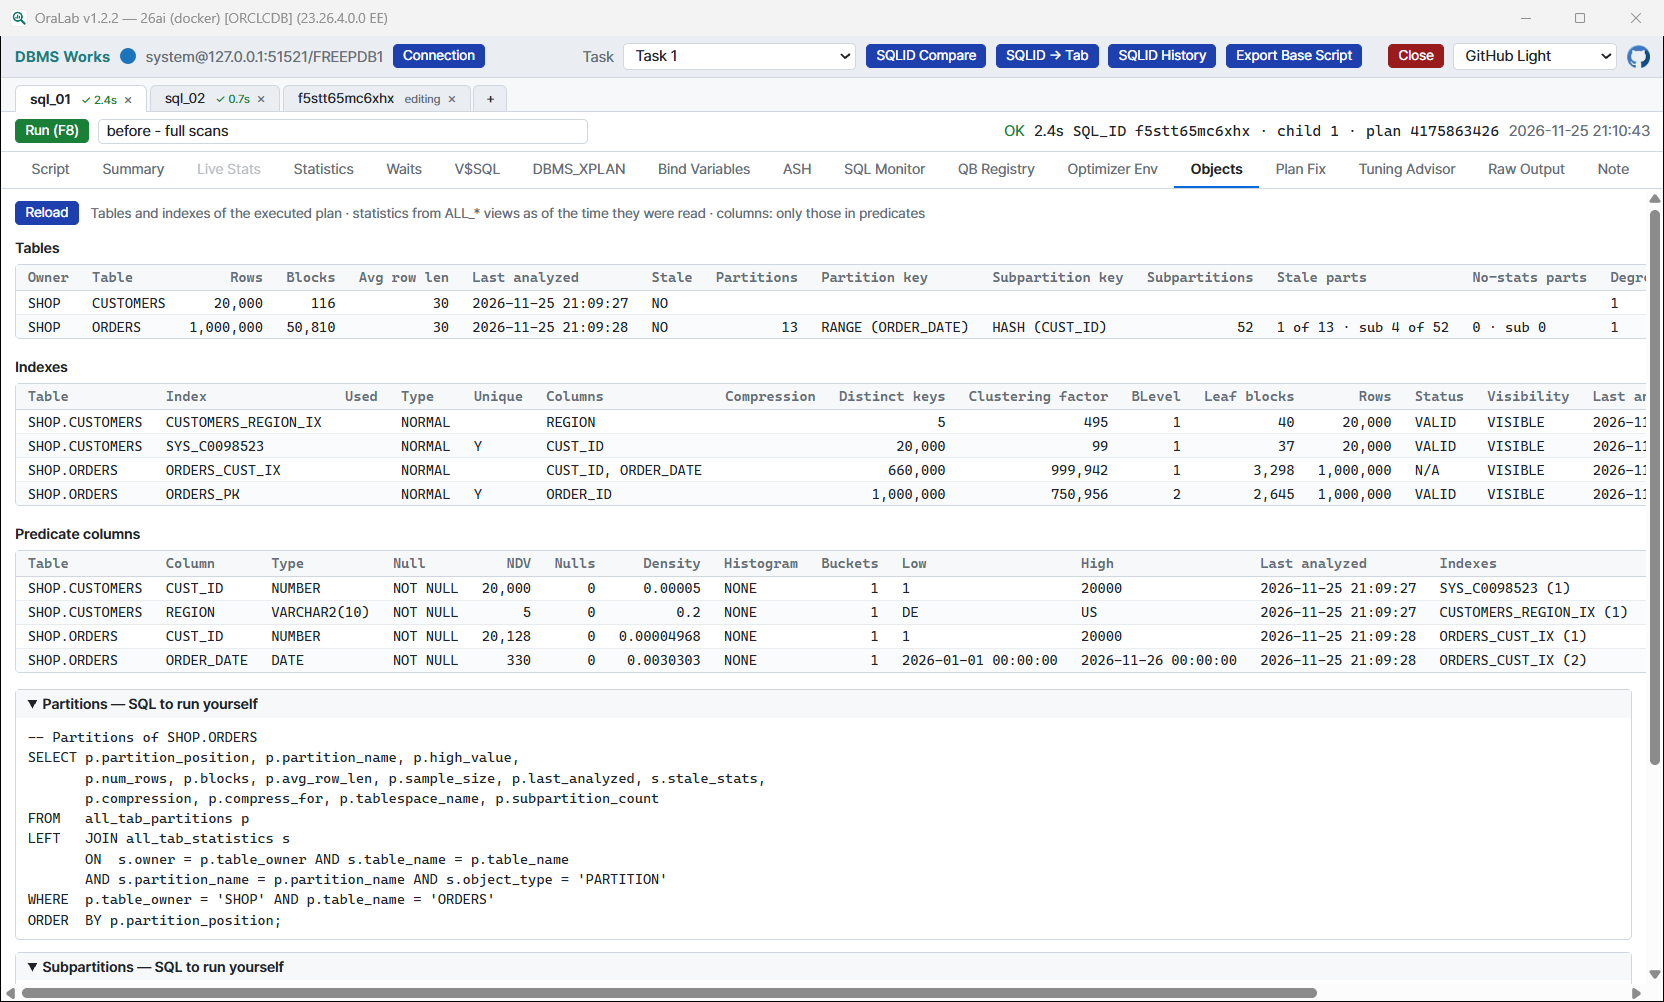 OraLab v1.2.2 — 26ai (docker) [ORCLCDB] (23.26.4.0.0 EE)
DBMS Works system@127.0.0.1:51521/FREEPDB1 Connection Task Task 1 SQLID Compare SQLID → Tab SQLID History Export Base Script Close GitHub Light
sql_01 ✓ 2.4s × sql_02 ✓ 0.7s × f5stt65mc6xhx editing × +
Run (F8) before - full scans OK 2.4s SQL_ID f5stt65mc6xhx · child 1 · plan 4175863426 2026-11-25 21:10:43
Script Summary Live Stats Statistics Waits V$SQL DBMS_XPLAN Bind Variables ASH SQL Monitor QB Registry Optimizer Env Objects Plan Fix Tuning Advisor Raw Output Note
Reload Tables and indexes of the executed plan · statistics from ALL_* views as of the time they were read · columns: only those in predicates
Tables
Owner Table Rows Blocks Avg row len Last analyzed Stale Partitions Partition key Subpartition key Subpartitions Stale parts No-stats parts Degr
SHOP CUSTOMERS 20,000 116 30 2026-11-25 21:09:27 NO 1
SHOP ORDERS 1,000,000 50,810 30 2026-11-25 21:09:28 NO 13 RANGE (ORDER_DATE) HASH (CUST_ID) 52 1 of 13 · sub 4 of 52 0 · sub 0 1
Indexes
Table Index Used Type Unique Columns Compression Distinct keys Clustering factor BLevel Leaf blocks Rows Status Visibility Last an
SHOP.CUSTOMERS CUSTOMERS_REGION_IX NORMAL REGION 5 495 1 40 20,000 VALID VISIBLE 2026-11
SHOP.CUSTOMERS SYS_C0098523 NORMAL Y CUST_ID 20,000 99 1 37 20,000 VALID VISIBLE 2026-11
SHOP.ORDERS ORDERS_CUST_IX NORMAL CUST_ID, ORDER_DATE 660,000 999,942 1 3,298 1,000,000 N/A VISIBLE 2026-11
SHOP.ORDERS ORDERS_PK NORMAL Y ORDER_ID 1,000,000 750,956 2 2,645 1,000,000 VALID VISIBLE 2026-11
Predicate columns
Table Column Type Null NDV Nulls Density Histogram Buckets Low High Last analyzed Indexes
SHOP.CUSTOMERS CUST_ID NUMBER NOT NULL 20,000 0 0.00005 NONE 1 1 20000 2026-11-25 21:09:27 SYS_C0098523 (1)
SHOP.CUSTOMERS REGION VARCHAR2(10) NOT NULL 5 0 0.2 NONE 1 DE US 2026-11-25 21:09:27 CUSTOMERS_REGION_IX (1)
SHOP.ORDERS CUST_ID NUMBER NOT NULL 20,128 0 0.00004968 NONE 1 1 20000 2026-11-25 21:09:28 ORDERS_CUST_IX (1)
SHOP.ORDERS ORDER_DATE DATE NOT NULL 330 0 0.0030303 NONE 1 2026-01-01 00:00:00 2026-11-26 00:00:00 2026-11-25 21:09:28 ORDERS_CUST_IX (2)
▼ Partitions — SQL to run yourself
-- Partitions of SHOP.ORDERS
SELECT p.partition_position, p.partition_name, p.high_value,
p.num_rows, p.blocks, p.avg_row_len, p.sample_size, p.last_analyzed, s.stale_stats,
p.compression, p.compress_for, p.tablespace_name, p.subpartition_count
FROM all_tab_partitions p
LEFT JOIN all_tab_statistics s
ON s.owner = p.table_owner AND s.table_name = p.table_name
AND s.partition_name = p.partition_name AND s.object_type = 'PARTITION'
WHERE p.table_owner = 'SHOP' AND p.table_name = 'ORDERS'
ORDER BY p.partition_position;
▼ Subpartitions — SQL to run yourself